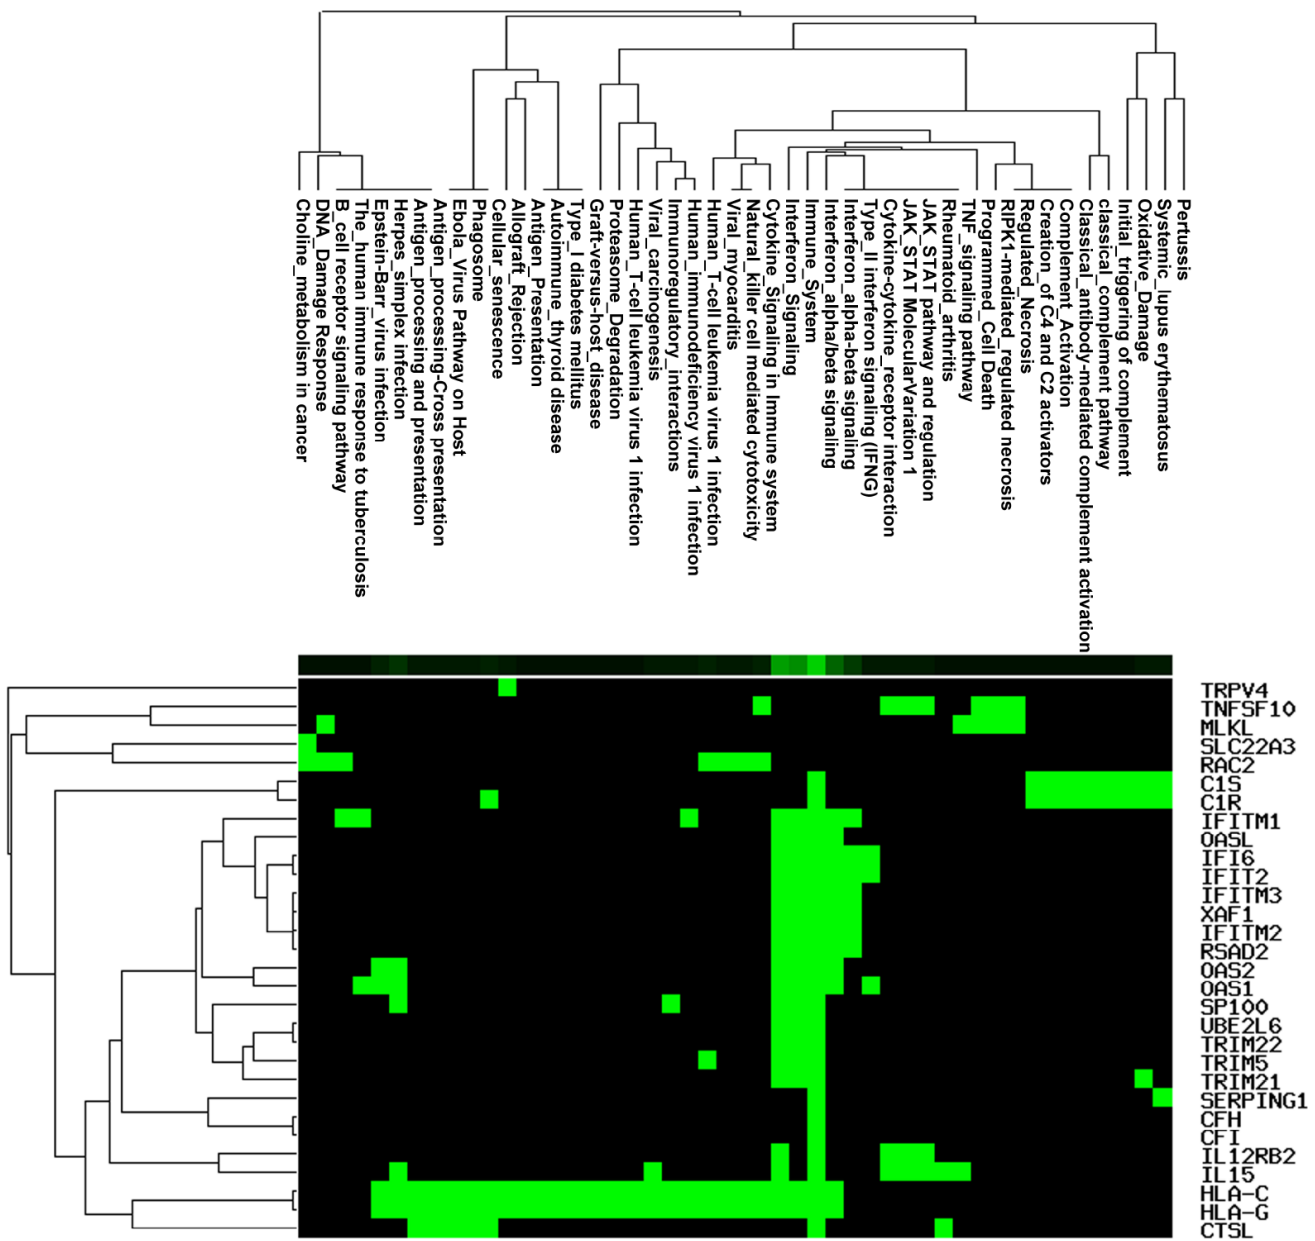 Choline_metabolism in cancer
DNA_Damage Response
B_cell receptor signaling pathway
The_human immune response to tuberculosis
Epstein-Barr_virus infection
Herpes_simplex infection
Antigen_processing and presentation
Antigen_processing-Cross presentation
Ebola_Virus Pathway on Host
Phagosome
Cellular_senescence
Allograft_Rejection
Antigen_Presentation
Autoimmune_thyroid disease
Type_I diabetes mellitus
Graft-versus-host_disease
Proteasome_Degradation
Human_T-cell leukemia virus 1 infection
Viral_carcinogenesis
Immunoregulatory_interactions
Human_immunodeficiency virus 1 infection
Human_T-cell leukemia virus 1 infection
Viral_myocarditis
Natural_killer cell mediated cytotoxicity
Cytokine_Signaling in Immune system
Interferon_Signaling
Immune_System
Interferon_alpha/beta signaling
Interferon_alpha-beta signaling
Type_II interferon signaling (IFNG)
Cytokine-cytokine_receptor interaction
JAK_STAT MolecularVariation 1
JAK_STAT pathway and regulation
Rheumatoid_arthritis
TNF_signaling pathway
Programmed_Cell Death
RIPK1-mediated_regulated necrosis
Regulated_Necrosis
Creation_of C4 and C2 activators
Complement_Activation
Classical_antibody-mediated complement activation
classical_complement pathway
Initial_triggering of complement
Oxidative_Damage
Systemic_lupus erythematosus
Pertussis
TRPV4
TNFSF10
MLKL
SLC22A3
RAC2
C1S
C1R
IFITM1
OASL
IFI6
IFIT2
IFITM3
XAF1
IFITM2
RSAD2
OAS2
OAS1
SP100
UBE2L6
TRIM22
TRIM5
TRIM21
SERPING1
CFH
CFI
IL12RB2
IL15
HLA-C
HLA-G
CTSL